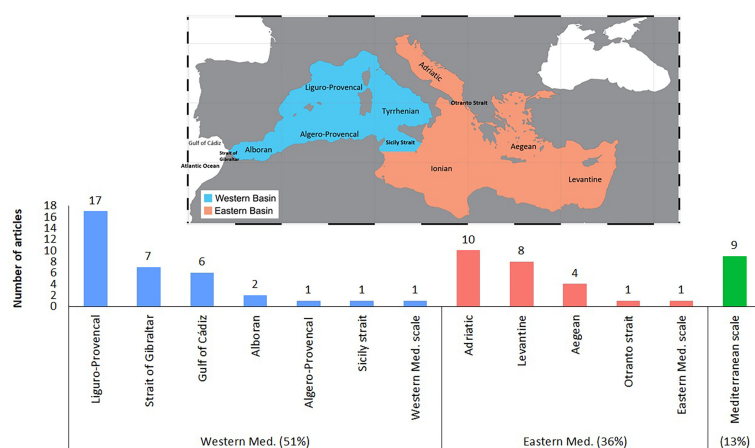 Adriatic
Liguro-Provencal
Otranto Strait
Tyrrhenian
Gulf of Cádiz
Strait of
Gibraltar
Alboran
Algero-Provencal
Sicily Strait
Aegean
Atlantic Ocean
Ionian
Levantine
Western Basin
Eastern Basin
Number of articles
18
16
14
12
10
8
6
4
2
0
17
7
6
2
1
1
1
10
8
4
1
1
9
Liguro-Provencal
Strait of Gibraltar
Gulf of Cádiz
Alboran
Algero-Provencal
Sicily strait
Western Med. scale
Adriatic
Levantine
Aegean
Otranto strait
Eastern Med. scale
Mediterranean scale
Western Med. (51%)
Eastern Med. (36%)
(13%)